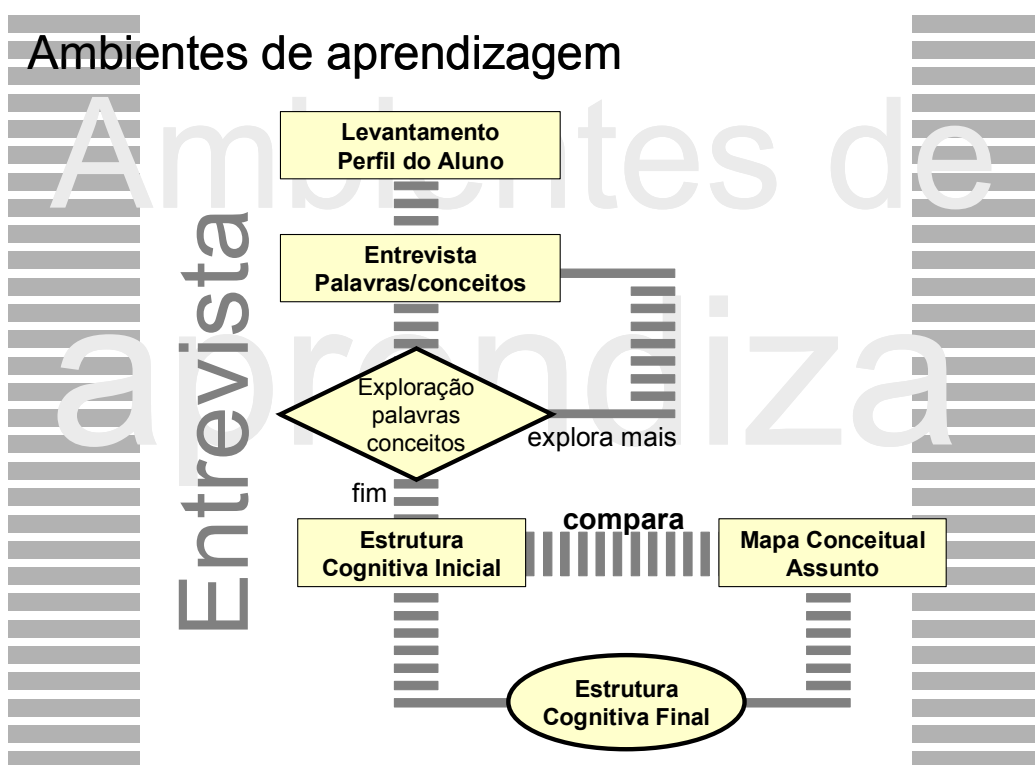 Ambientes de aprendizagem
Ambientes de
aprendiza
Entrevista
Levantamento
Perfil do Aluno
Entrevista
Palavras/conceitos
Exploração
palavras
conceitos
explora mais
fim
compara
Estrutura
Cognitiva Inicial
Mapa Conceitual
Assunto
Estrutura
Cognitiva Final